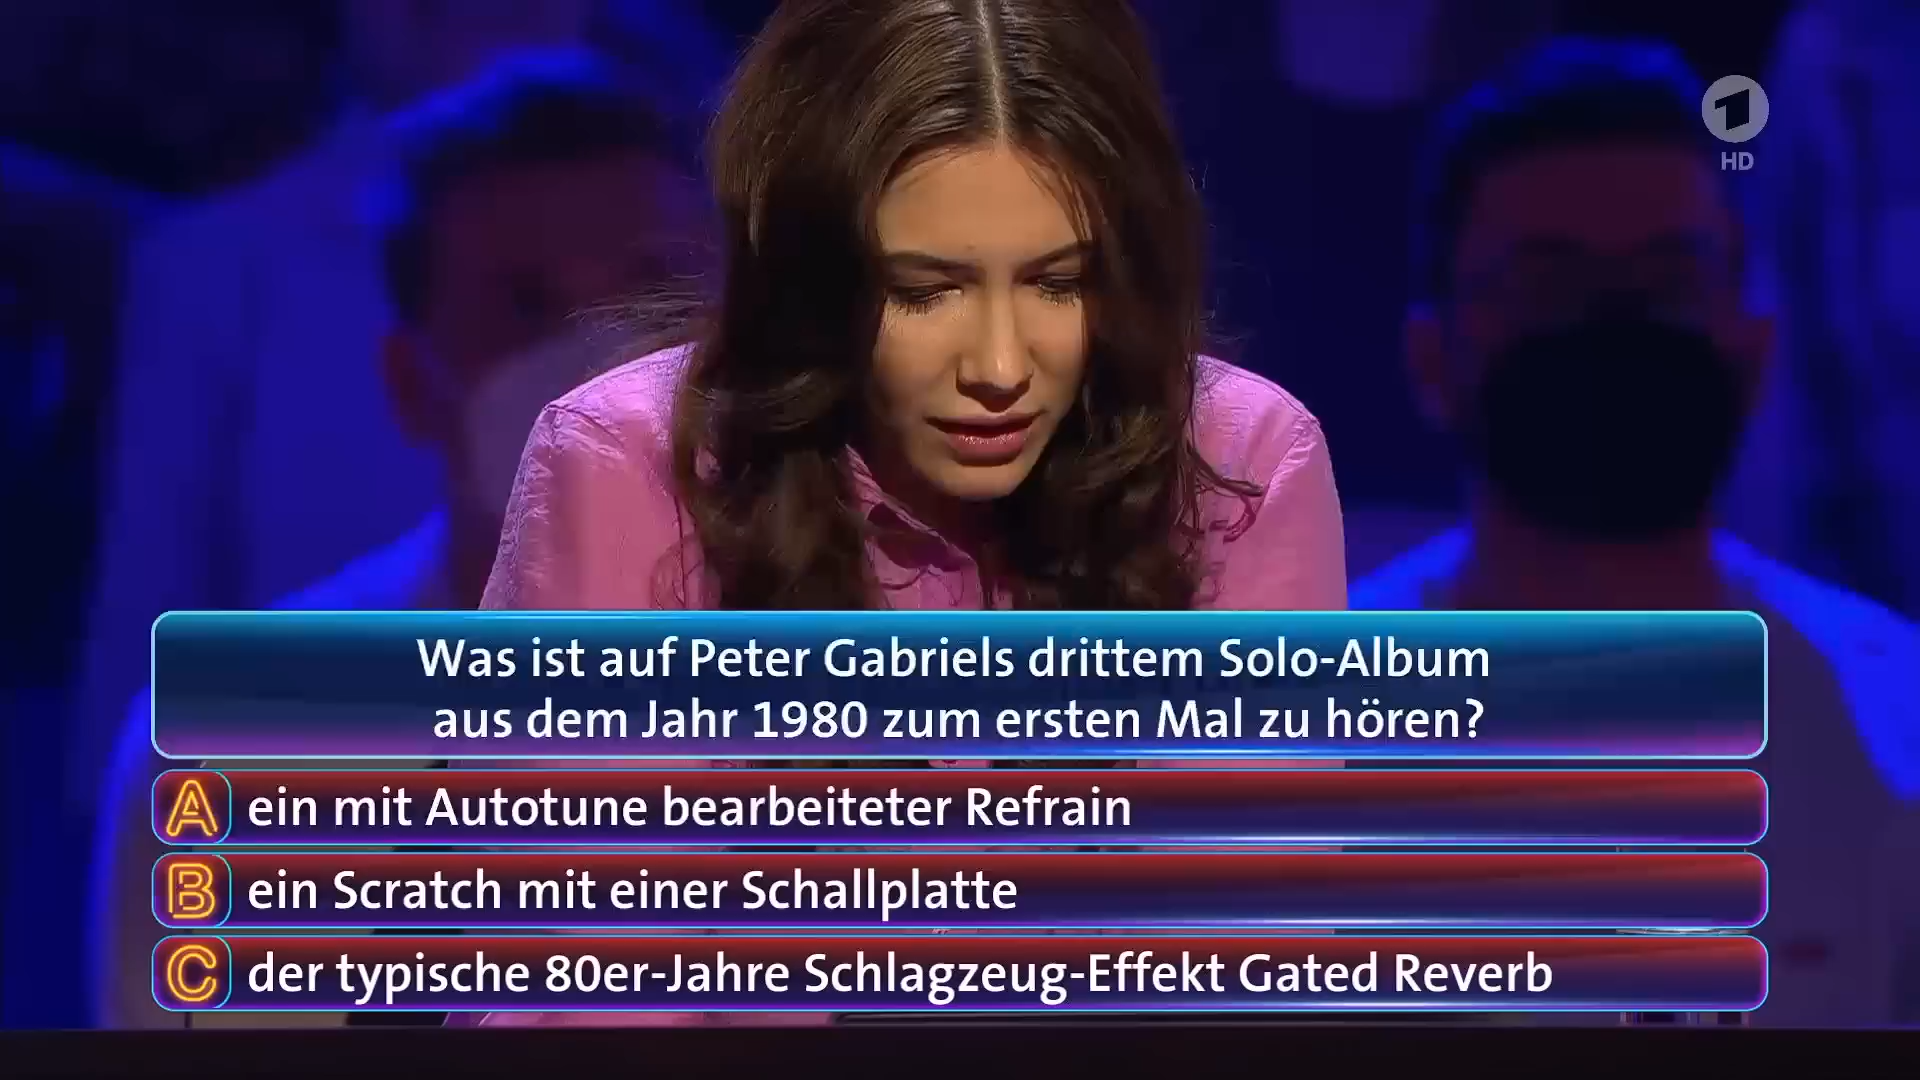 1
HD
Was ist auf Peter Gabriels drittem Solo-Album
aus dem Jahr 1980 zum ersten Mal zu hören?
A ein mit Autotune bearbeiteter Refrain
B ein Scratch mit einer Schallplatte
C der typische 80er-Jahre Schlagzeug-Effekt Gated Reverb